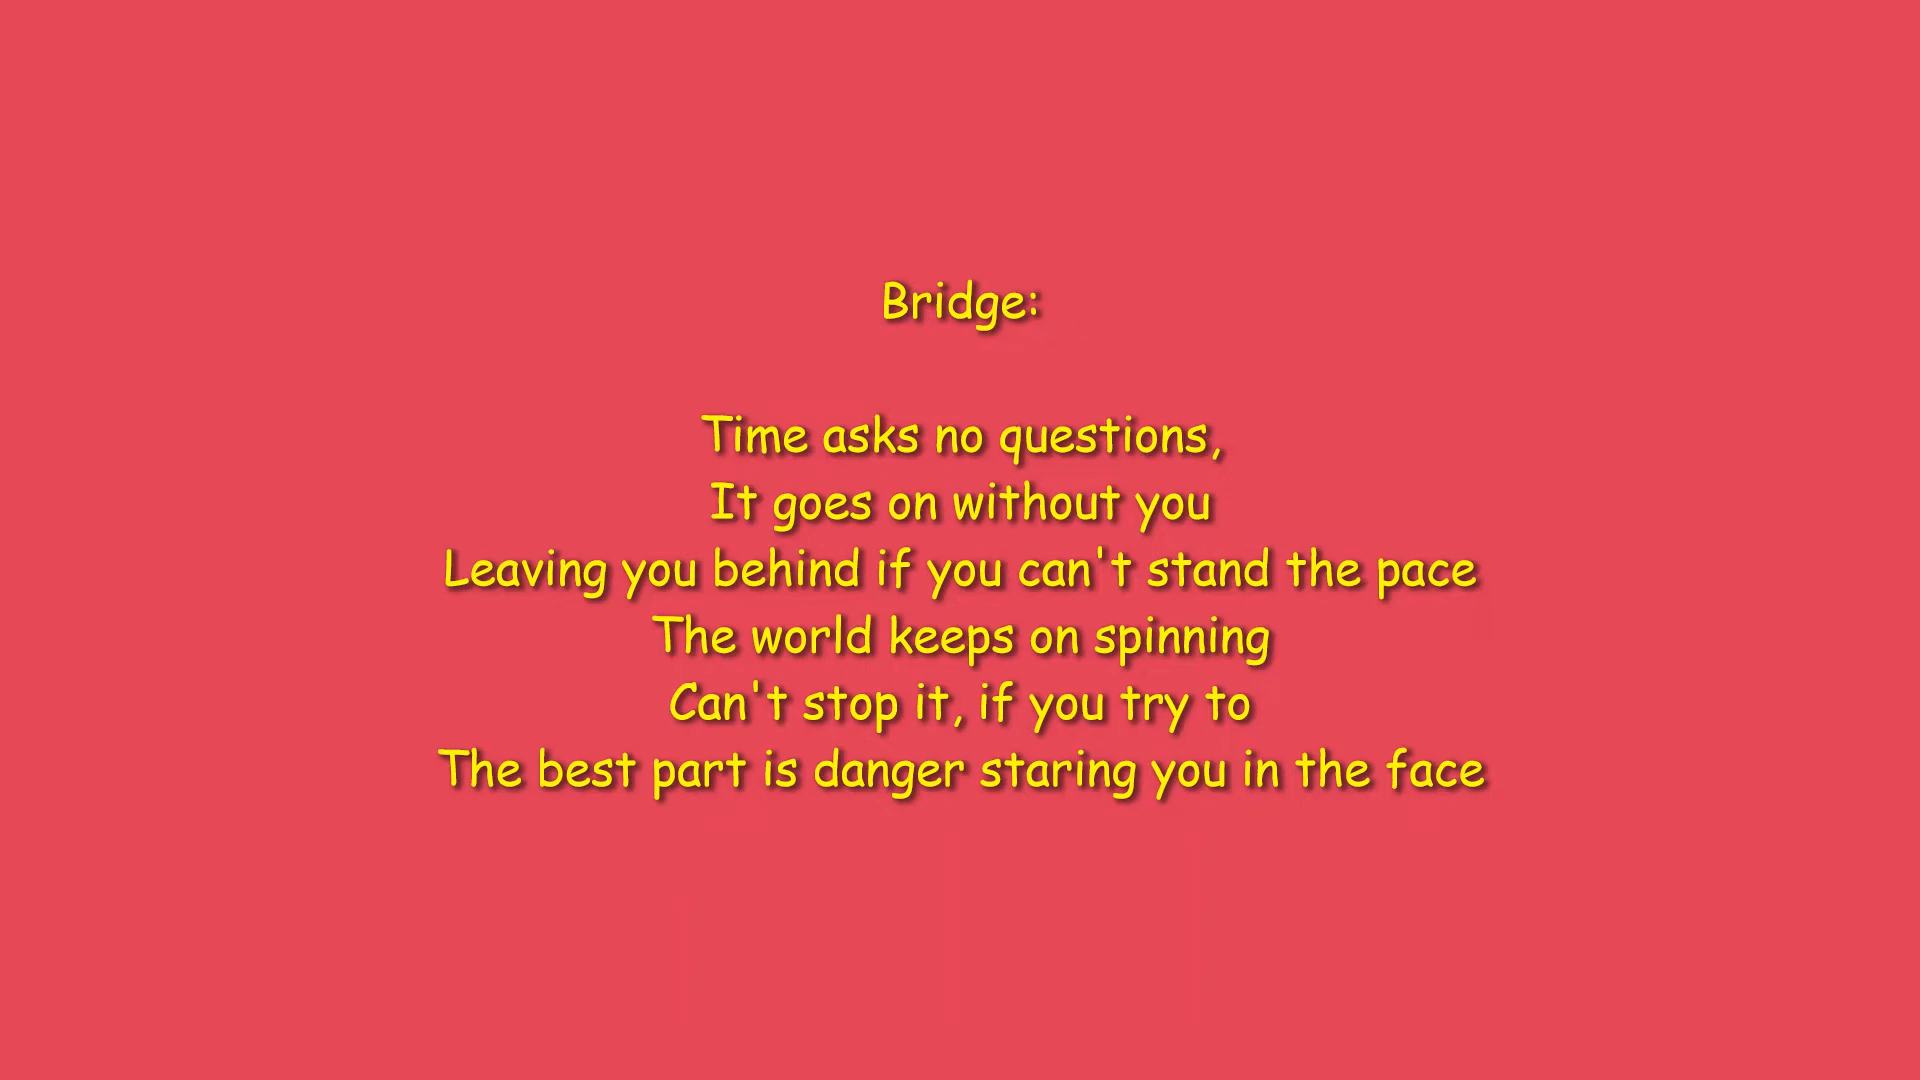 Bridge:
Time asks no questions,
It goes on without you
Leaving you behind if you can't stand the pace
The world keeps on spinning
Can't stop it, if you try to
The best part is danger staring you in the face